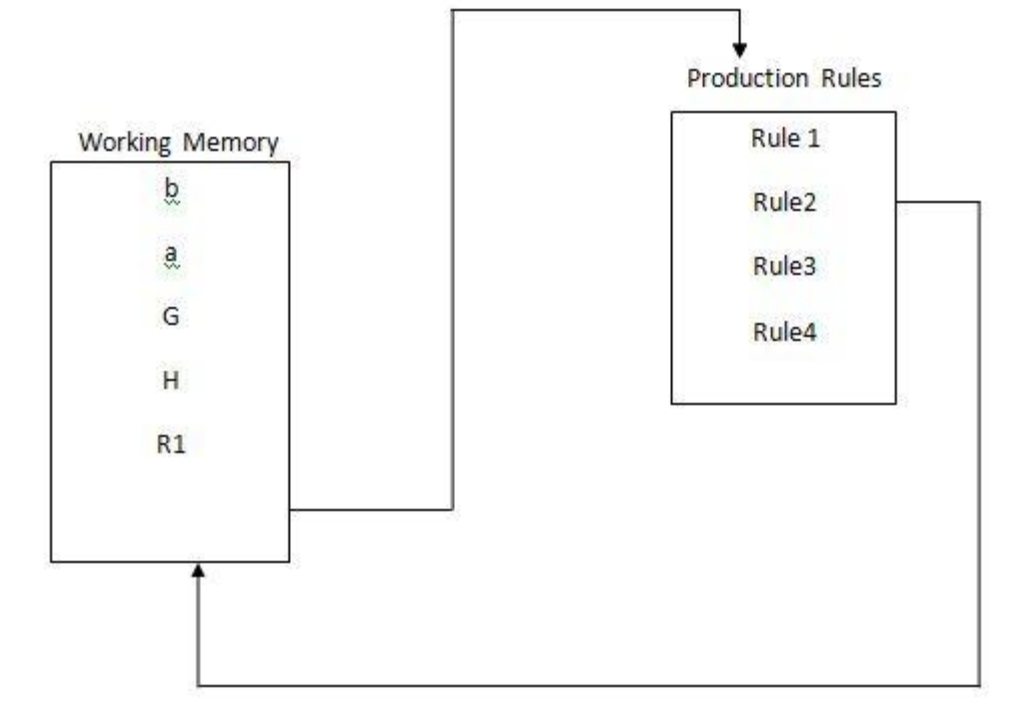 Working Memory
b
a
G
H
R1
Production Rules
Rule 1
Rule2
Rule3
Rule4